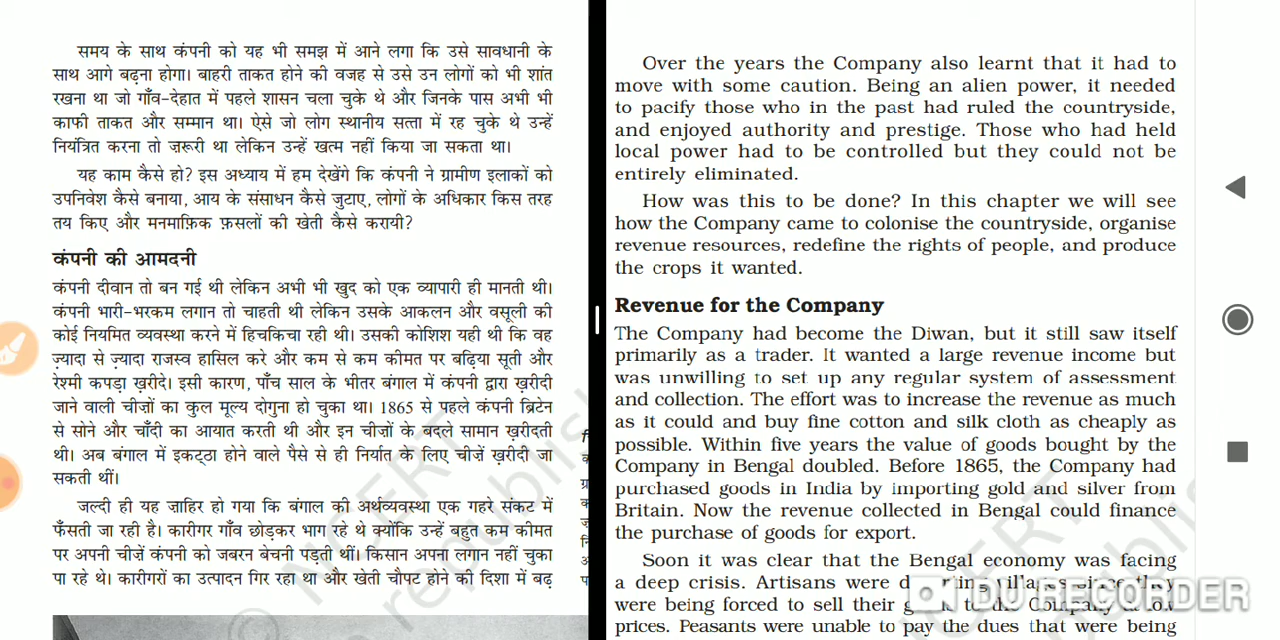 समय के साथ कंपनी को यह भी समझ में आने लगा कि उसे सावधानी के
साथ आगे बढ़ना होगा। बाहरी ताकत होने की वजह से उसे उन लोगों को भी शांत
रखना था जो गाँव-देहात में पहले शासन चला चुके थे और जिनके पास अभी भी
काफी ताकत और सम्मान था। ऐसे जो लोग स्थानीय सत्ता में रह चुके थे उन्हें
नियंत्रित करना तो ज़रूरी था लेकिन उन्हें खत्म नहीं किया जा सकता था।
यह काम कैसे हो? इस अध्याय में हम देखेंगे कि कंपनी ने ग्रामीण इलाकों को
उपनिवेश कैसे बनाया, आय के संसाधन कैसे जुटाए, लोगों के अधिकार किस तरह
तय किए और मनमाफ़िक फ़सलों की खेती कैसे करायी?
कंपनी की आमदनी
कंपनी दीवान तो बन गई थी लेकिन अभी भी खुद को एक व्यापारी ही मानती थी।
कंपनी भारी-भरकम लगान तो चाहती थी लेकिन उसके आकलन और वसूली की
कोई नियमित व्यवस्था करने में हिचकिचा रही थी। उसकी कोशिश यही थी कि वह
ज़्यादा से ज़्यादा राजस्व हासिल करे और कम से कम कीमत पर बढ़िया सूती और
रेशमी कपड़ा ख़रीदे। इसी कारण, पाँच साल के भीतर बंगाल में कंपनी द्वारा ख़रीदी
जाने वाली चीज़ों का कुल मूल्य दोगुना हो चुका था। 1865 से पहले कंपनी ब्रिटेन
से सोने और चाँदी का आयात करती थी और इन चीज़ों के बदले सामान ख़रीदती
थी। अब बंगाल में इकट्ठा होने वाले पैसे से ही निर्यात के लिए चीज़ें ख़रीदी जा
सकती थीं।
जल्दी ही यह ज़ाहिर हो गया कि बंगाल की अर्थव्यवस्था एक गहरे संकट में
फँसती जा रही है। कारीगर गाँव छोड़कर भाग रहे थे क्योंकि उन्हें बहुत कम कीमत
पर अपनी चीज़ें कंपनी को जबरन बेचनी पड़ती थीं। किसान अपना लगान नहीं चुका
पा रहे थे। कारीगरों का उत्पादन गिर रहा था और खेती चौपट होने की दिशा में बढ़
Over the years the Company also learnt that it had to
move with some caution. Being an alien power, it needed
to pacify those who in the past had ruled the countryside,
and enjoyed authority and prestige. Those who had held
local power had to be controlled but they could not be
entirely eliminated.
How was this to be done? In this chapter we will see
how the Company came to colonise the countryside, organise
revenue resources, redefine the rights of people, and produce
the crops it wanted.
Revenue for the Company
The Company had become the Diwan, but it still saw itself
primarily as a trader. It wanted a large revenue income but
was unwilling to set up any regular system of assessment
and collection. The effort was to increase the revenue as much
as it could and buy fine cotton and silk cloth as cheaply as
possible. Within five years the value of goods bought by the
Company in Bengal doubled. Before 1865, the Company had
purchased goods in India by importing gold and silver from
Britain. Now the revenue collected in Bengal could finance
the purchase of goods for export.
Soon it was clear that the Bengal economy was facing
a deep crisis. Artisans were villages since they
were being forced to sell their to the Company at low
prices. Peasants were unable to pay the dues that were being
DU RECORDER
© NCERT
republis